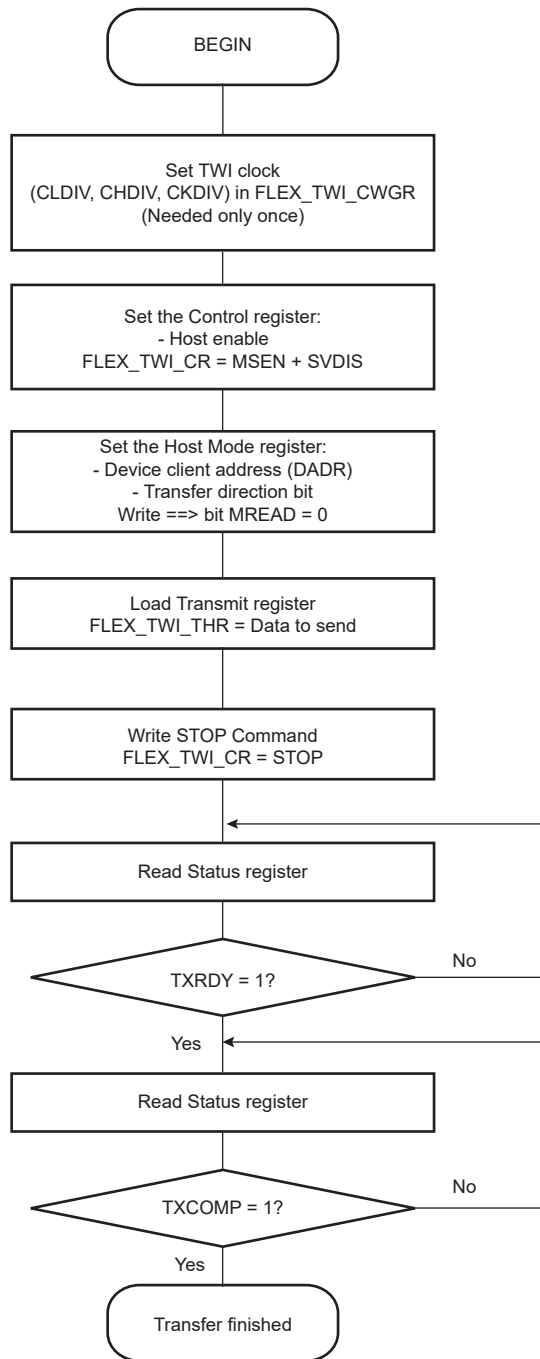 BEGIN
Set TWI clock
(CLDIV, CHDIV, CKDIV) in FLEX_TWI_CWGR
(Needed only once)
Set the Control register:
- Host enable
FLEX_TWI_CR = MSEN + SVDIS
Set the Host Mode register:
- Device client address (DADR)
- Transfer direction bit
Write ==> bit MREAD = 0
Load Transmit register
FLEX_TWI_THR = Data to send
Write STOP Command
FLEX_TWI_CR = STOP
Read Status register
TXRDY = 1?
No
Yes
Read Status register
TXCOMP = 1?
No
Yes
Transfer finished